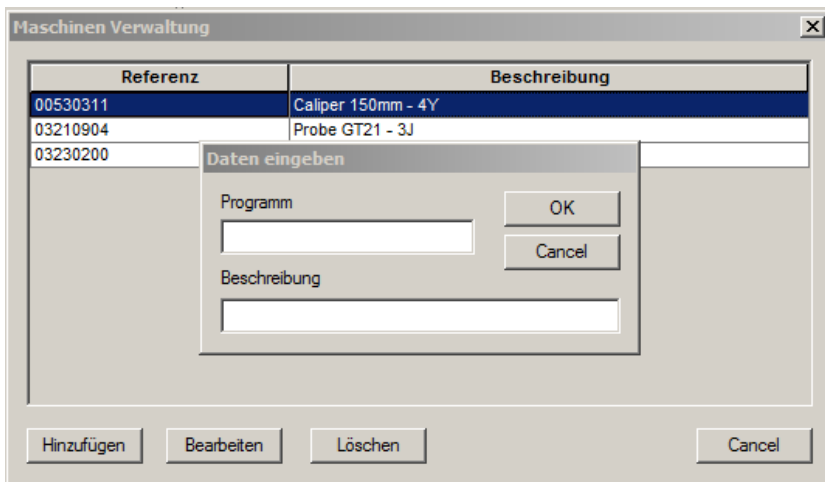 Maschinen Verwaltung
Referenz Beschreibung
00530311 Caliper 150mm - 4Y
03210904 Probe GT21 - 3J
03230200
Daten eingeben
Programm
OK
Cancel
Beschreibung
Hinzufügen Bearbeiten Löschen Cancel